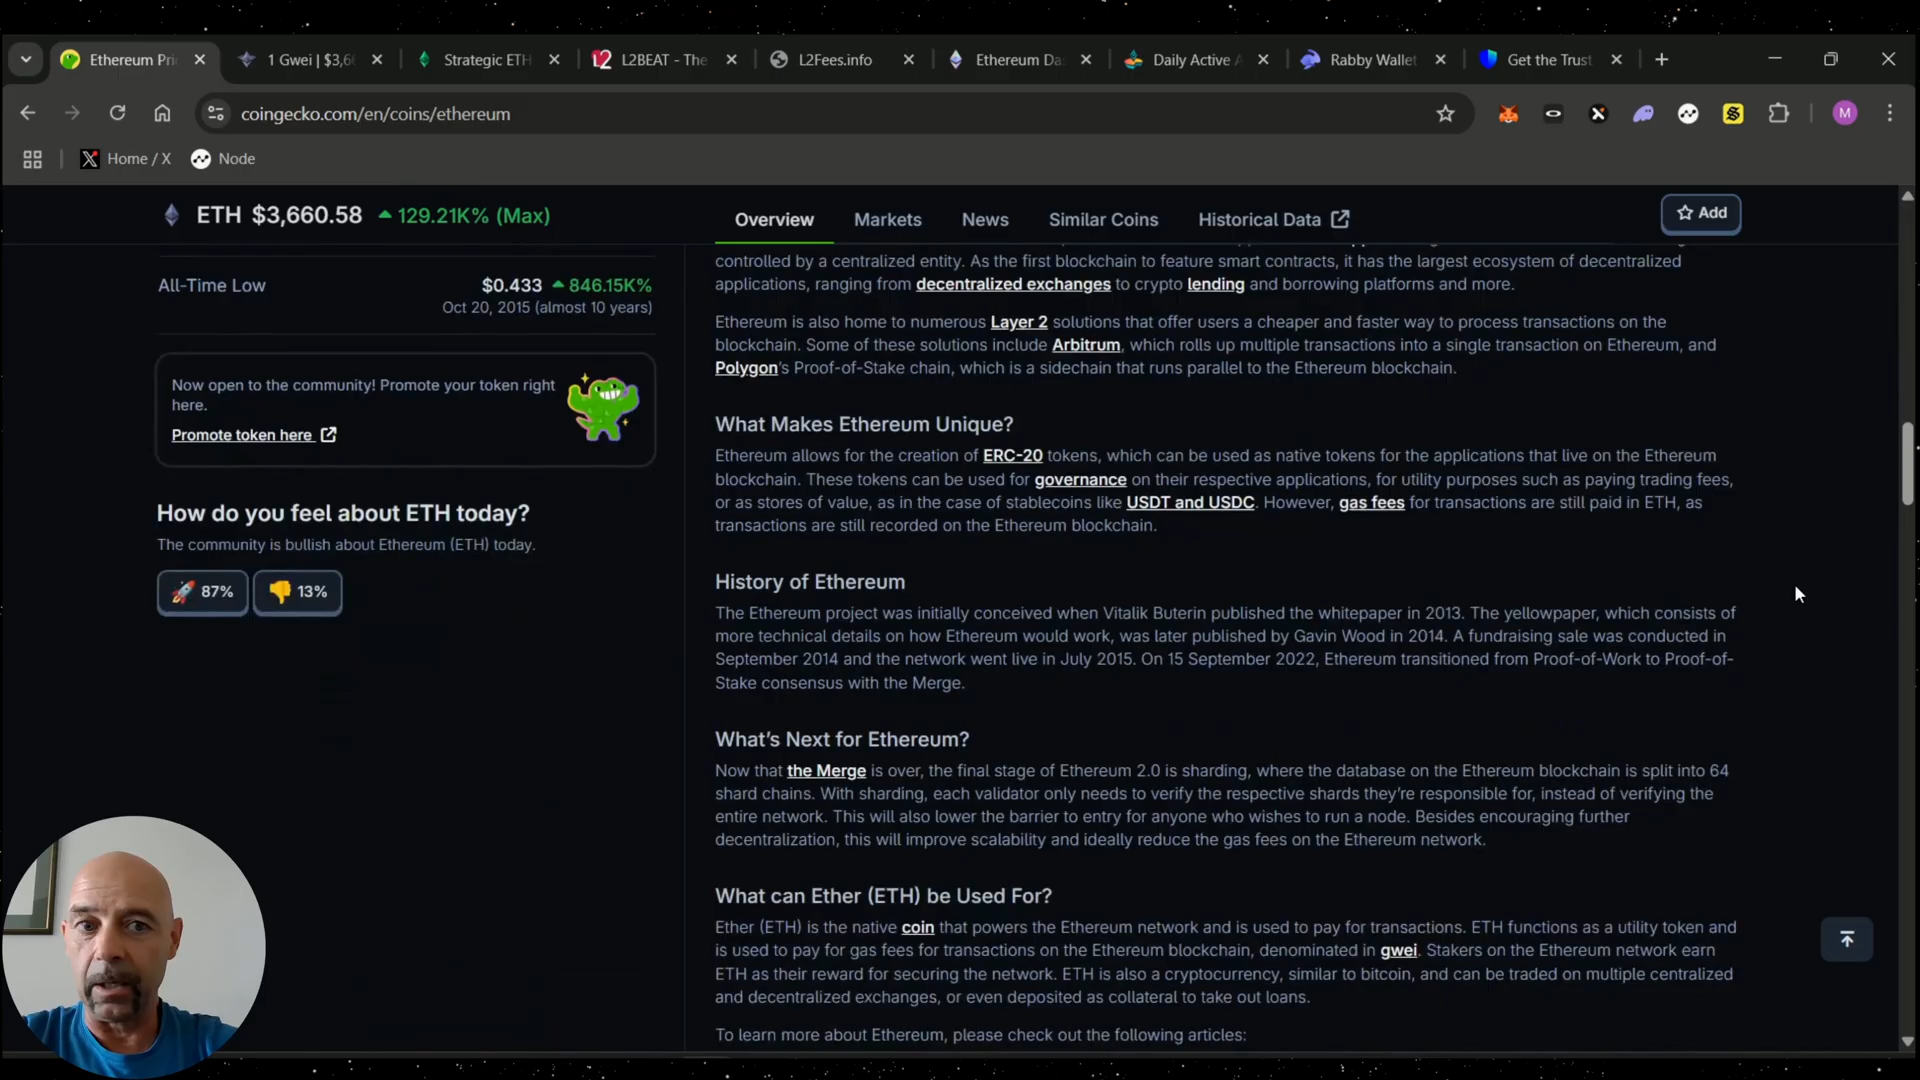 Ethereum Pri
1 Gwei | $3,6
Strategic ETH
L2BEAT - The
L2Fees.info
Ethereum Da
Daily Active A
Rabby Wallet
Get the Trust
coingecko.com/en/coins/ethereum
M
Home / X
Node
ETH $3,660.58 129.21K% (Max)
Overview
Markets
News
Similar Coins
Historical Data
Add
All-Time Low
$0.433 846.15K%
Oct 20, 2015 (almost 10 years)
Now open to the community! Promote your token right
here.
Promote token here
How do you feel about ETH today?
The community is bullish about Ethereum (ETH) today.
87%
13%
controlled by a centralized entity. As the first blockchain to feature smart contracts, it has the largest ecosystem of decentralized
applications, ranging from decentralized exchanges to crypto lending and borrowing platforms and more.
Ethereum is also home to numerous Layer 2 solutions that offer users a cheaper and faster way to process transactions on the
blockchain. Some of these solutions include Arbitrum, which rolls up multiple transactions into a single transaction on Ethereum, and
Polygon's Proof-of-Stake chain, which is a sidechain that runs parallel to the Ethereum blockchain.
What Makes Ethereum Unique?
Ethereum allows for the creation of ERC-20 tokens, which can be used as native tokens for the applications that live on the Ethereum
blockchain. These tokens can be used for governance on their respective applications, for utility purposes such as paying trading fees,
or as stores of value, as in the case of stablecoins like USDT and USDC. However, gas fees for transactions are still paid in ETH, as
transactions are still recorded on the Ethereum blockchain.
History of Ethereum
The Ethereum project was initially conceived when Vitalik Buterin published the whitepaper in 2013. The yellowpaper, which consists of
more technical details on how Ethereum would work, was later published by Gavin Wood in 2014. A fundraising sale was conducted in
September 2014 and the network went live in July 2015. On 15 September 2022, Ethereum transitioned from Proof-of-Work to Proof-of-
Stake consensus with the Merge.
What's Next for Ethereum?
Now that the Merge is over, the final stage of Ethereum 2.0 is sharding, where the database on the Ethereum blockchain is split into 64
shard chains. With sharding, each validator only needs to verify the respective shards they're responsible for, instead of verifying the
entire network. This will also lower the barrier to entry for anyone who wishes to run a node. Besides encouraging further
decentralization, this will improve scalability and ideally reduce the gas fees on the Ethereum network.
What can Ether (ETH) be Used For?
Ether (ETH) is the native coin that powers the Ethereum network and is used to pay for transactions. ETH functions as a utility token and
is used to pay for gas fees for transactions on the Ethereum blockchain, denominated in gwei. Stakers on the Ethereum network earn
ETH as their reward for securing the network. ETH is also a cryptocurrency, similar to bitcoin, and can be traded on multiple centralized
and decentralized exchanges, or even deposited as collateral to take out loans.
To learn more about Ethereum, please check out the following articles: